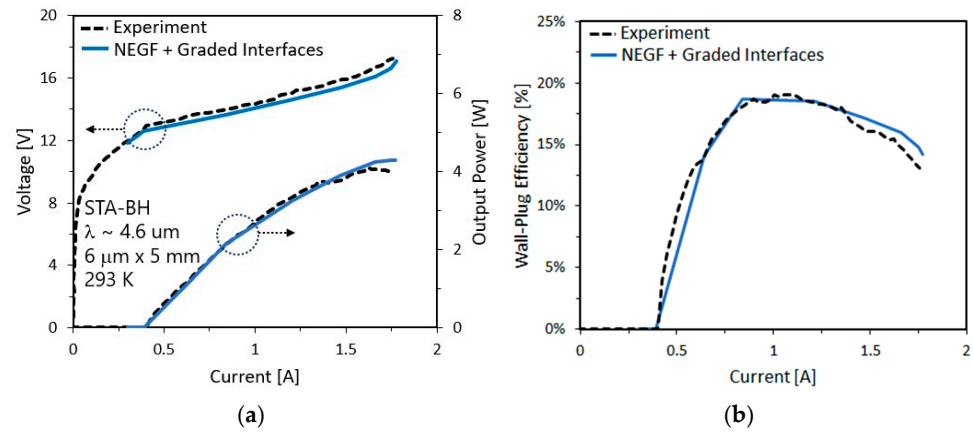 20
16
12
8
4
0
Voltage [V]
Experiment
NEGF + Graded Interfaces
STA-BH
λ ~ 4.6 um
6 μm x 5 mm
293 K
8
6
4
2
0
Output Power [W]
0
0.5
1
1.5
2
Current [A]
(a)
25%
20%
15%
10%
5%
0%
Wall-Plug Efficiency [%]
Experiment
NEGF + Graded Interfaces
0
0.5
1
1.5
2
Current [A]
(b)